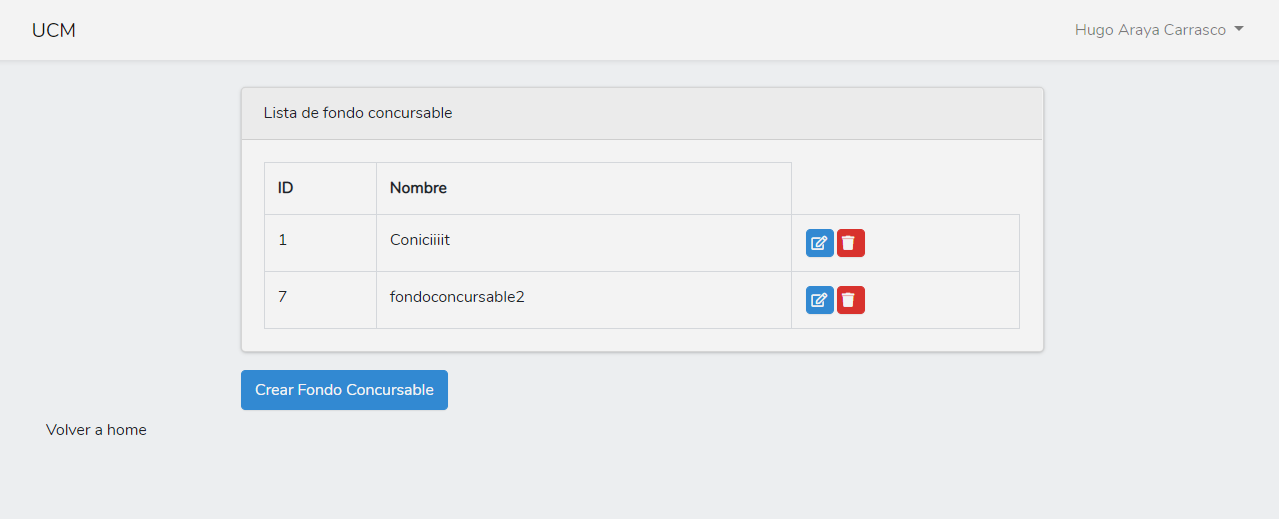 UCM
Hugo Araya Carrasco
Lista de fondo concursable
ID Nombre
1 Coniciiiit
7 fondoconcursable2
Crear Fondo Concursable
Volver a home